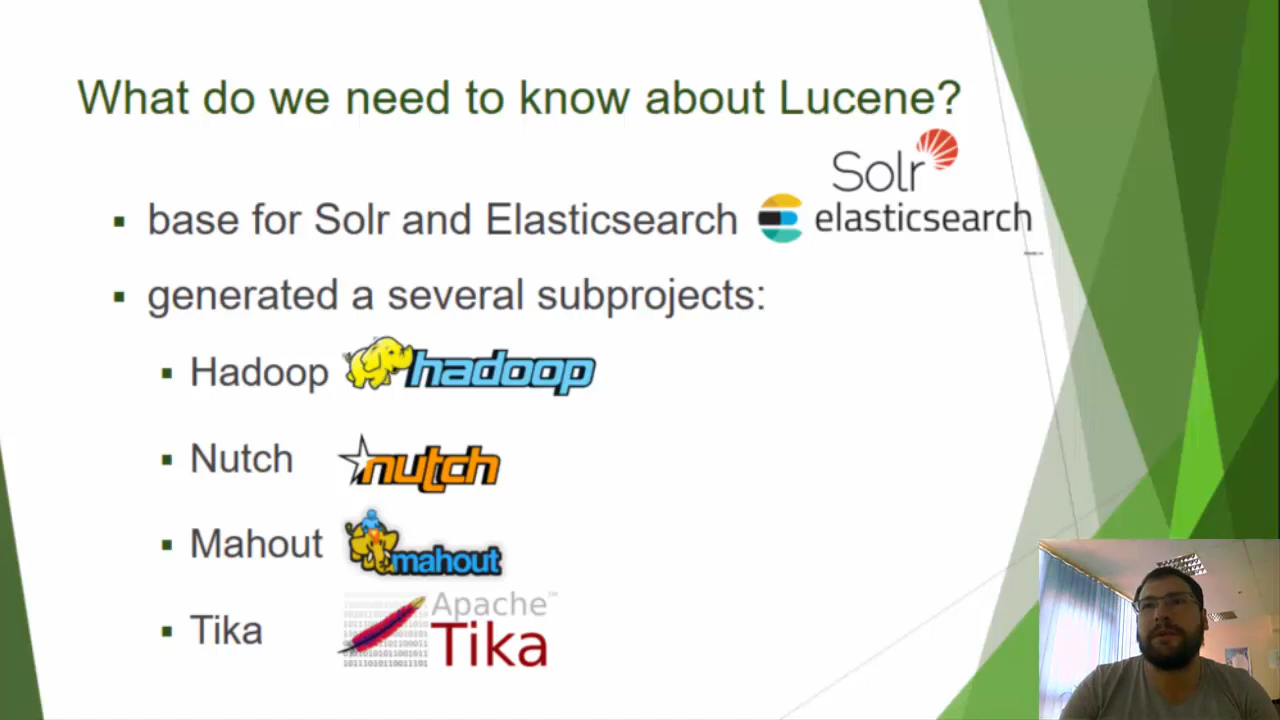 What do we need to know about Lucene?
Solr
▪ base for Solr and Elasticsearch elasticsearch
▪ generated a several subprojects:
▪ Hadoop hadoop
▪ Nutch nutch
▪ Mahout mahout
Apache™
▪ Tika Tika